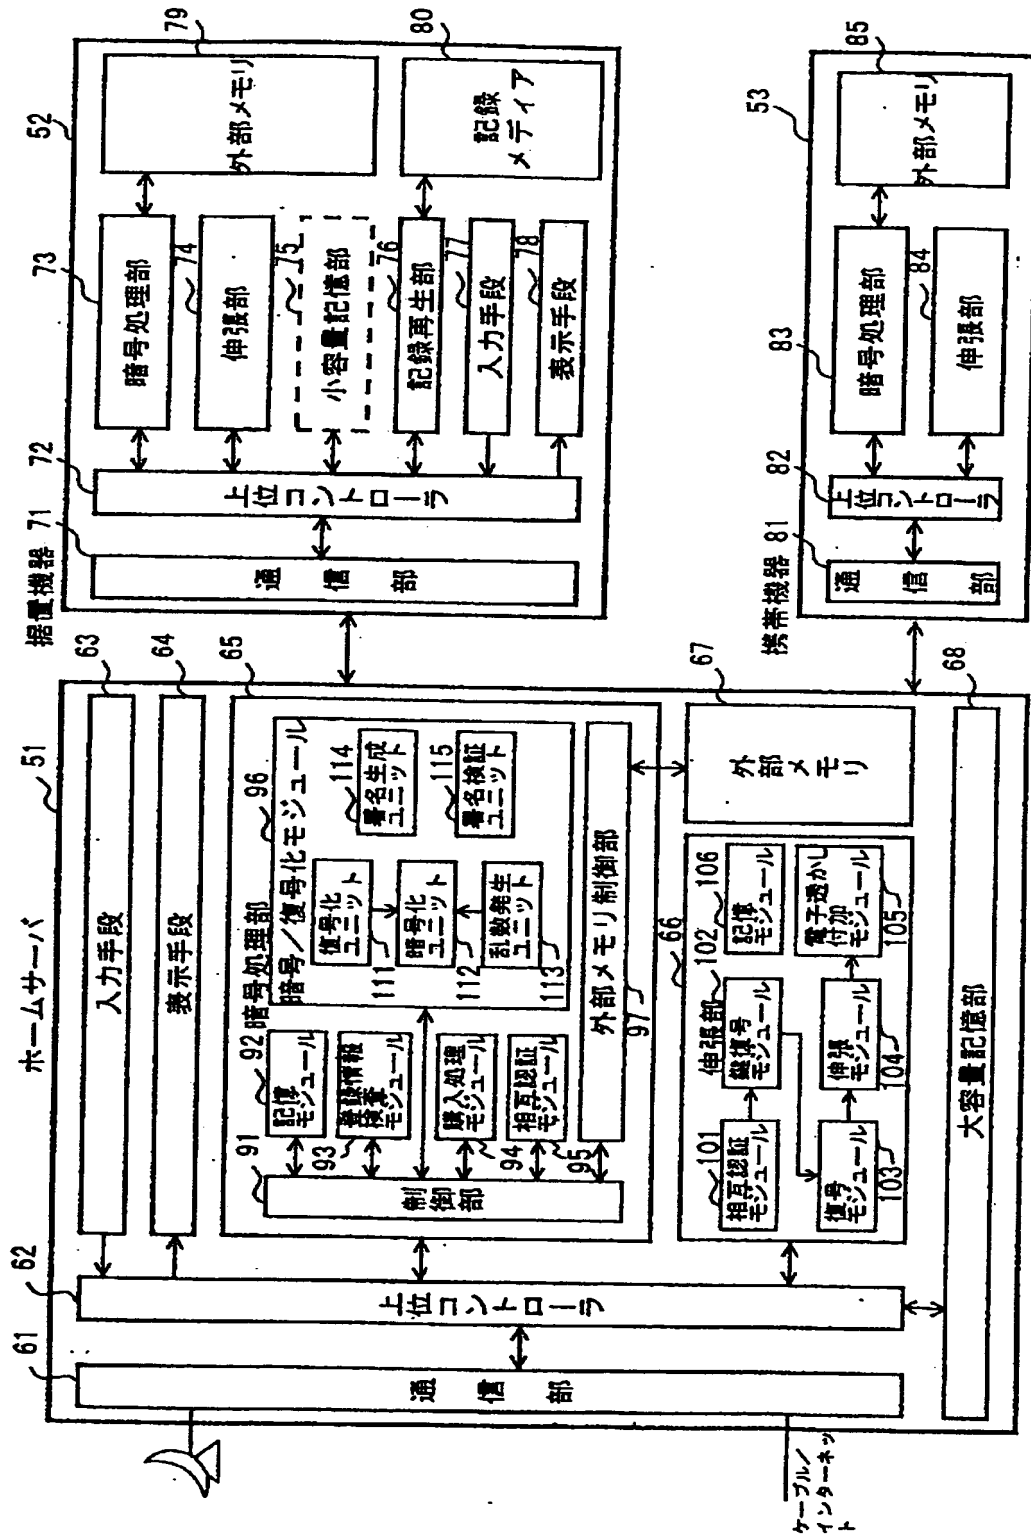 ホームサーバ
51
61
通信部
62
上位コントローラ
入力手段
63
表示手段
64
65
暗号処理部
91
制御部
92
記憶モジュール
93
登録情報検査モジュール
94
購入処理モジュール
95
相互認証モジュール
96
暗号/復号化モジュール
111
復号化ユニット
112
暗号化ユニット
113
乱数発生ユニット
114
署名生成ユニット
115
署名検証ユニット
97
外部メモリ制御部
67
外部メモリ
66
伸張部
101
相互認証モジュール
102
鍵復号モジュール
103
復号モジュール
104
伸張モジュール
105
電子透かし付加モジュール
106
記憶モジュール
68
大容量記憶部
ケーブル/
インターネッ
ト
据置機器
52
71
通信部
72
上位コントローラ
73
暗号処理部
74
伸張部
75
小容量記憶部
76
記録再生部
77
入力手段
78
表示手段
79
外部メモリ
80
記録
メディア
携帯機器
53
81
通信部
82
上位コントローラ
83
暗号処理部
84
伸張部
85
外部メモリ